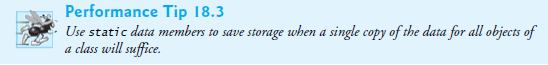 Performance Tip 18.3
Use static data members to save storage when a single copy of the data for all objects of
a class will suffice.